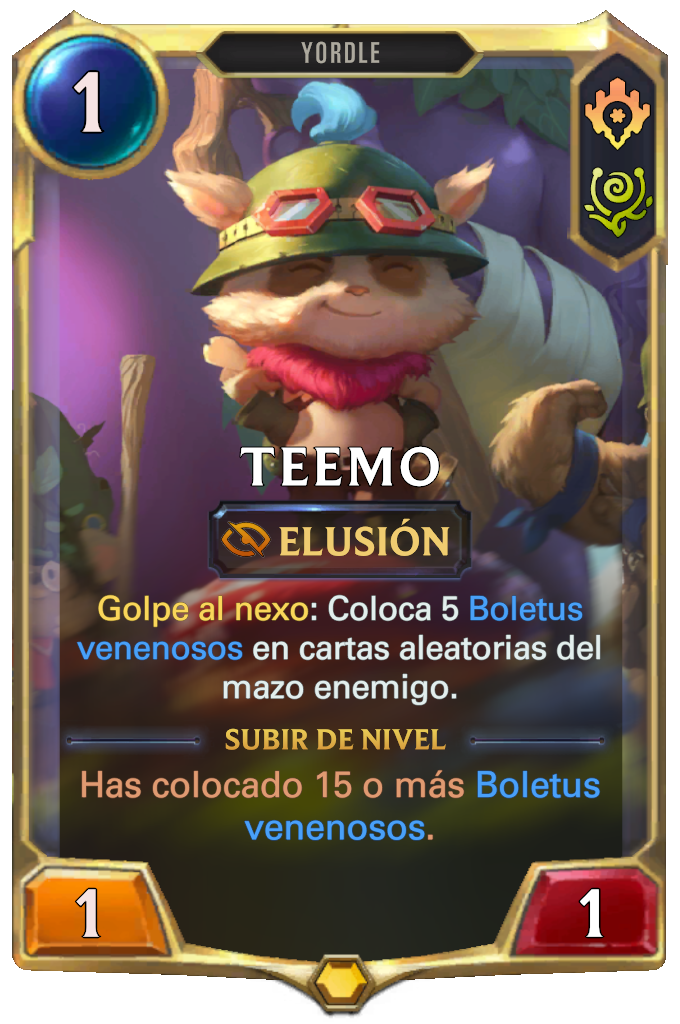 YORDLE
1
TEEMO
ELUSIÓN
Golpe al nexo: Coloca 5 Boletus
venenosos en cartas aleatorias del
mazo enemigo.
SUBIR DE NIVEL
Has colocado 15 o más Boletus
venenosos.
1
1